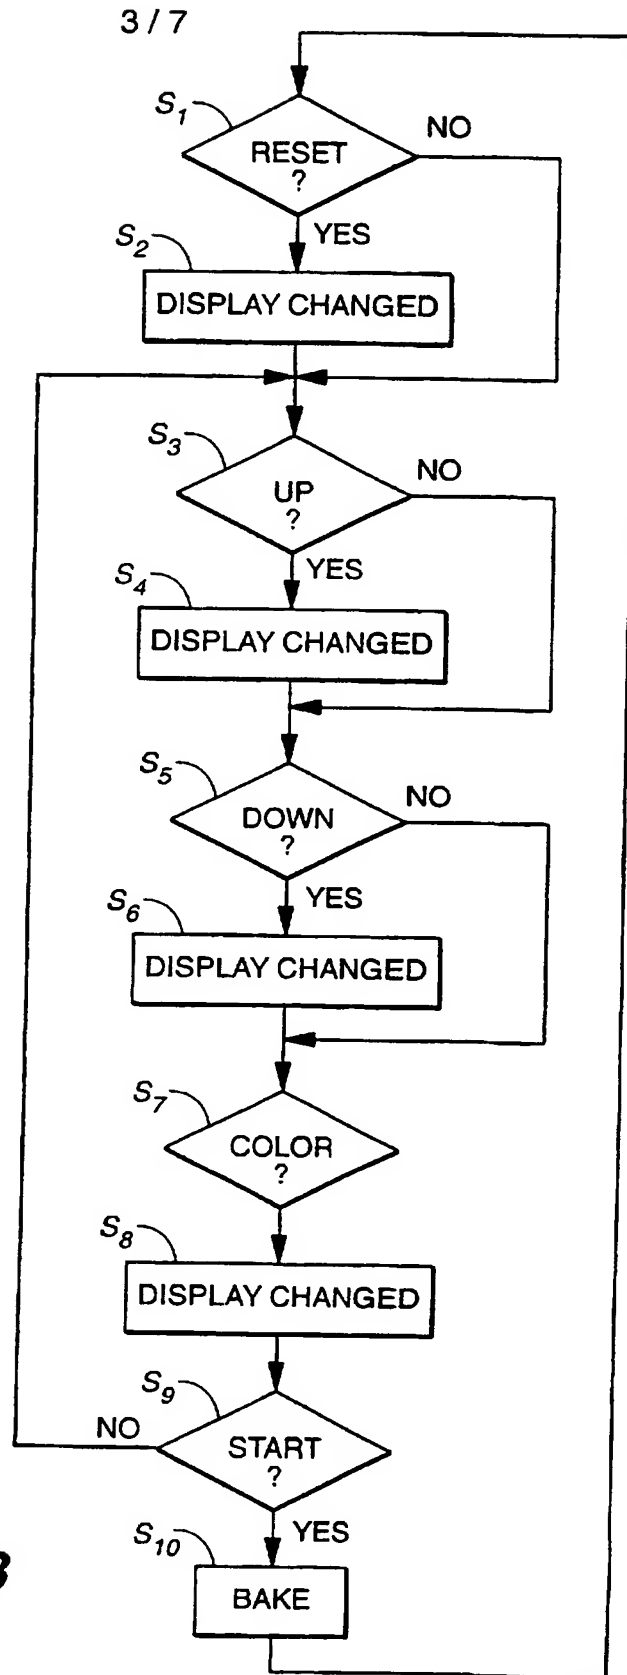 3 / 7
S1
RESET
?
NO
YES
S2
DISPLAY CHANGED
S3
UP
?
NO
YES
S4
DISPLAY CHANGED
S5
DOWN
?
NO
YES
S6
DISPLAY CHANGED
S7
COLOR
?
S8
DISPLAY CHANGED
S9
NO
START
?
YES
S10
BAKE